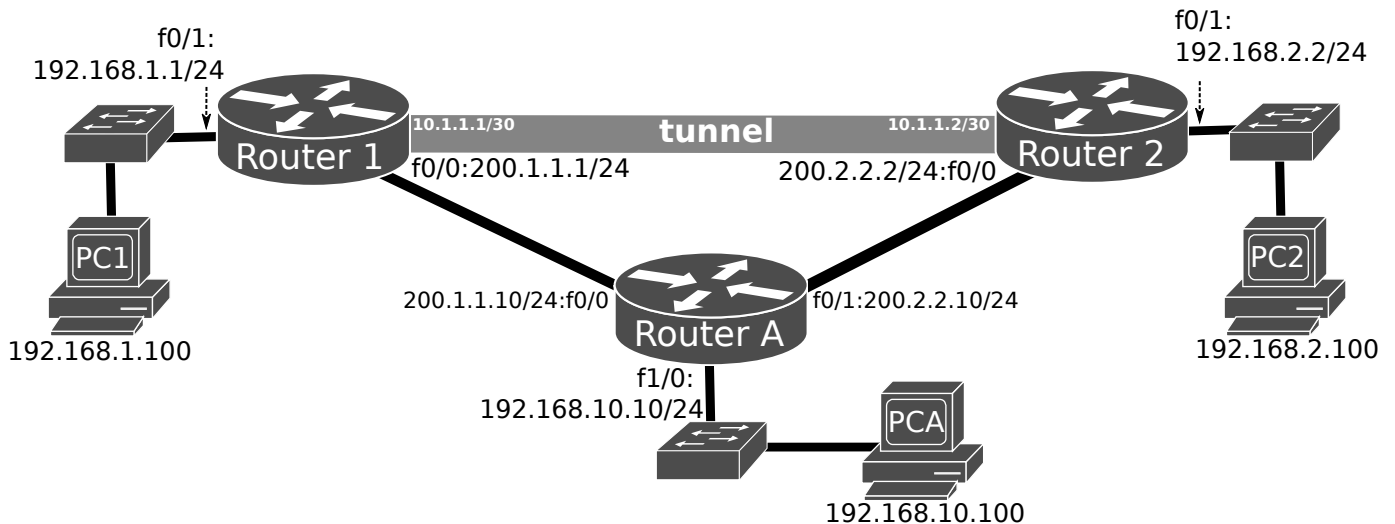 f0/1:
192.168.1.1/24
f0/1:
192.168.2.2/24
10.1.1.1/30
tunnel
10.1.1.2/30
Router 1
Router 2
f0/0:200.1.1.1/24
200.2.2.2/24:f0/0
PC1
PC2
200.1.1.10/24:f0/0
f0/1:200.2.2.10/24
Router A
192.168.1.100
192.168.2.100
f1/0:
192.168.10.10/24
PCA
192.168.10.100